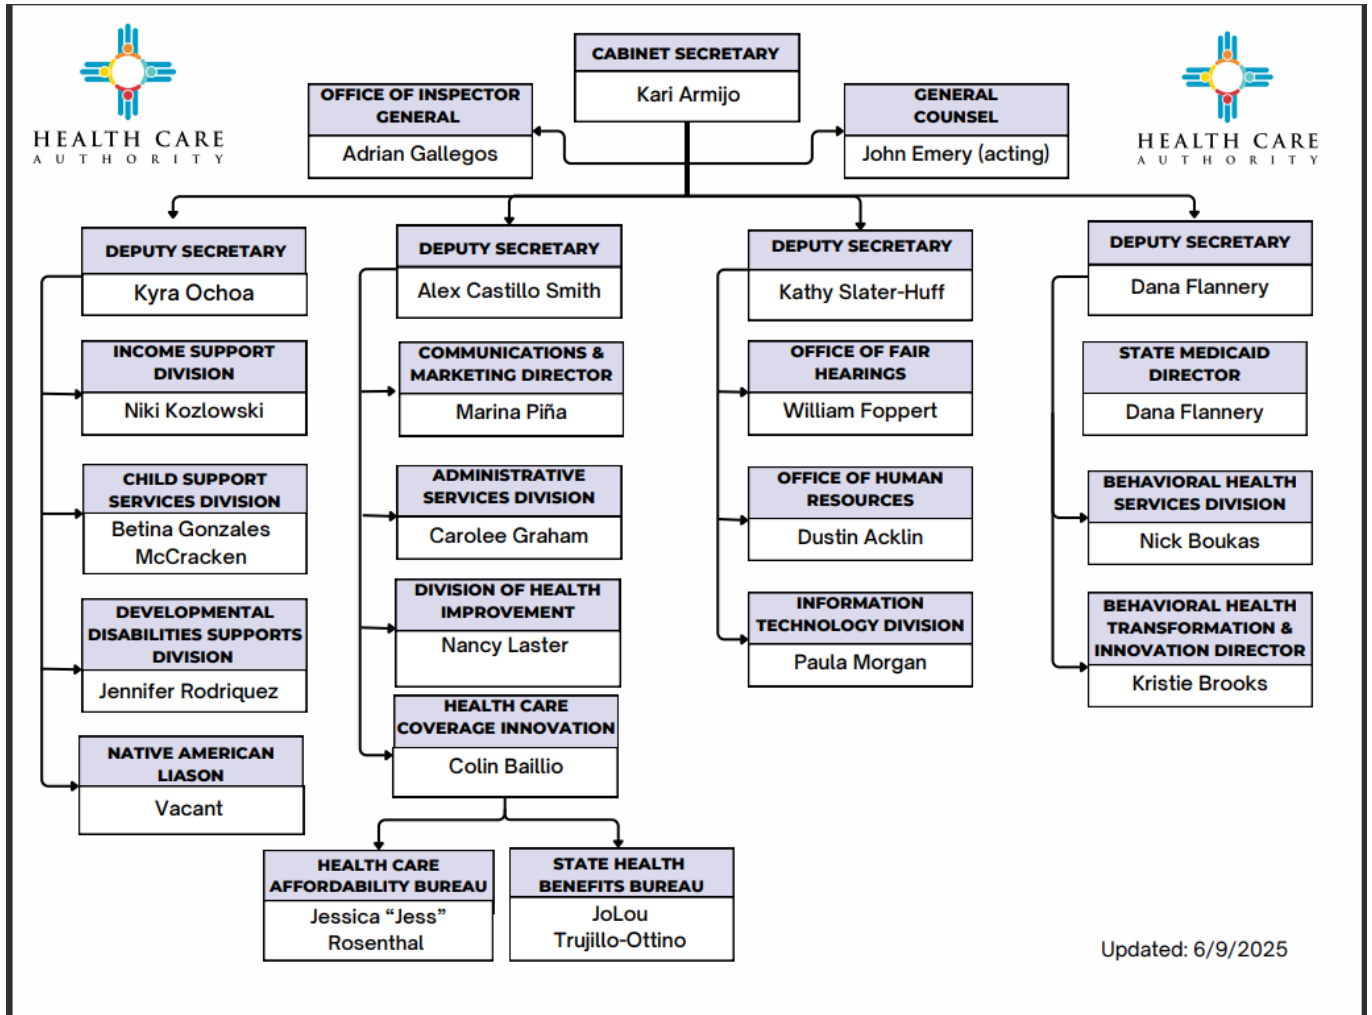 HEALTH CARE
AUTHORITY
CABINET SECRETARY
Kari Armijo
HEALTH CARE
AUTHORITY
OFFICE OF INSPECTOR
GENERAL
Adrian Gallegos
GENERAL
COUNSEL
John Emery (acting)
DEPUTY SECRETARY
Kyra Ochoa
INCOME SUPPORT
DIVISION
Niki Kozlowski
CHILD SUPPORT
SERVICES DIVISION
Betina Gonzales
McCracken
DEVELOPMENTAL
DISABILITIES SUPPORTS
DIVISION
Jennifer Rodriquez
NATIVE AMERICAN
LIASON
Vacant
DEPUTY SECRETARY
Alex Castillo Smith
COMMUNICATIONS &
MARKETING DIRECTOR
Marina Piña
ADMINISTRATIVE
SERVICES DIVISION
Carolee Graham
DIVISION OF HEALTH
IMPROVEMENT
Nancy Laster
HEALTH CARE
COVERAGE INNOVATION
Colin Baillio
HEALTH CARE
AFFORDABILITY BUREAU
Jessica “Jess”
Rosenthal
STATE HEALTH
BENEFITS BUREAU
JoLou
Trujillo-Ottino
DEPUTY SECRETARY
Kathy Slater-Huff
OFFICE OF FAIR
HEARINGS
William Foppert
OFFICE OF HUMAN
RESOURCES
Dustin Acklin
INFORMATION
TECHNOLOGY DIVISION
Paula Morgan
DEPUTY SECRETARY
Dana Flannery
STATE MEDICAID
DIRECTOR
Dana Flannery
BEHAVIORAL HEALTH
SERVICES DIVISION
Nick Boukas
BEHAVIORAL HEALTH
TRANSFORMATION &
INNOVATION DIRECTOR
Kristie Brooks
Updated: 6/9/2025